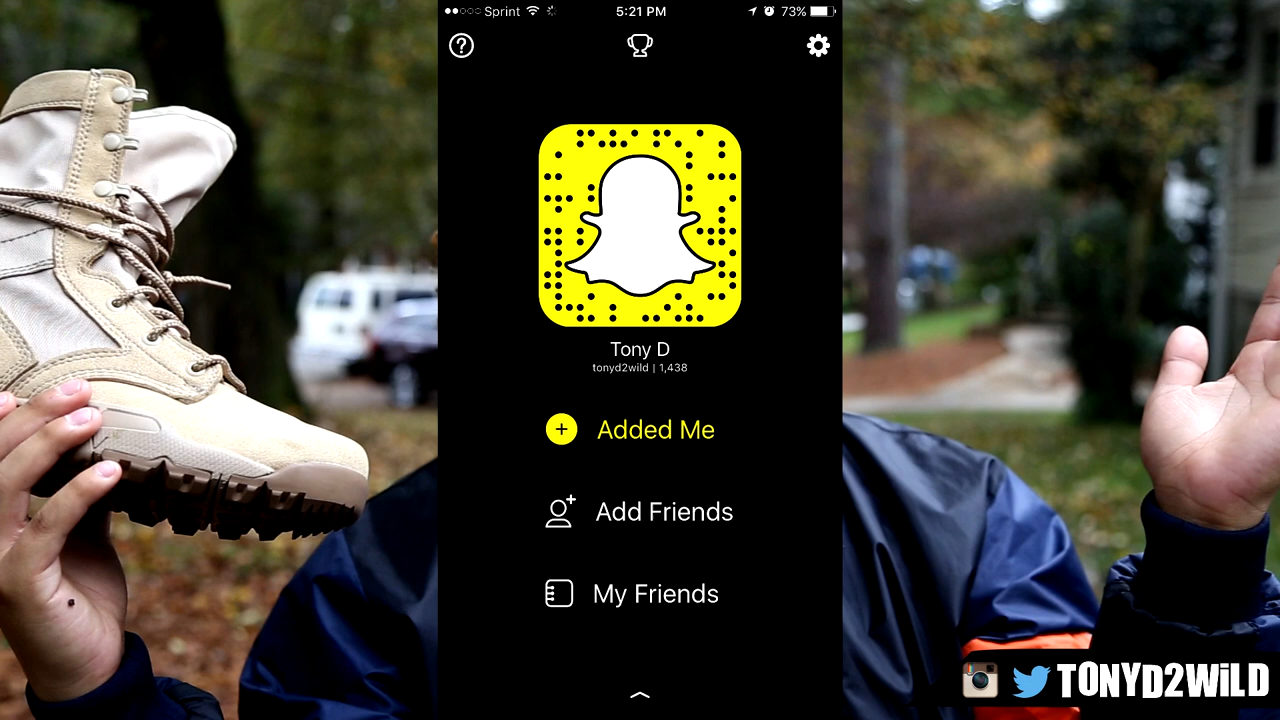 Sprint 5:21 PM 73%
Tony D
tonyd2wild | 1,438
Added Me
Add Friends
My Friends
TONYD2WiLD